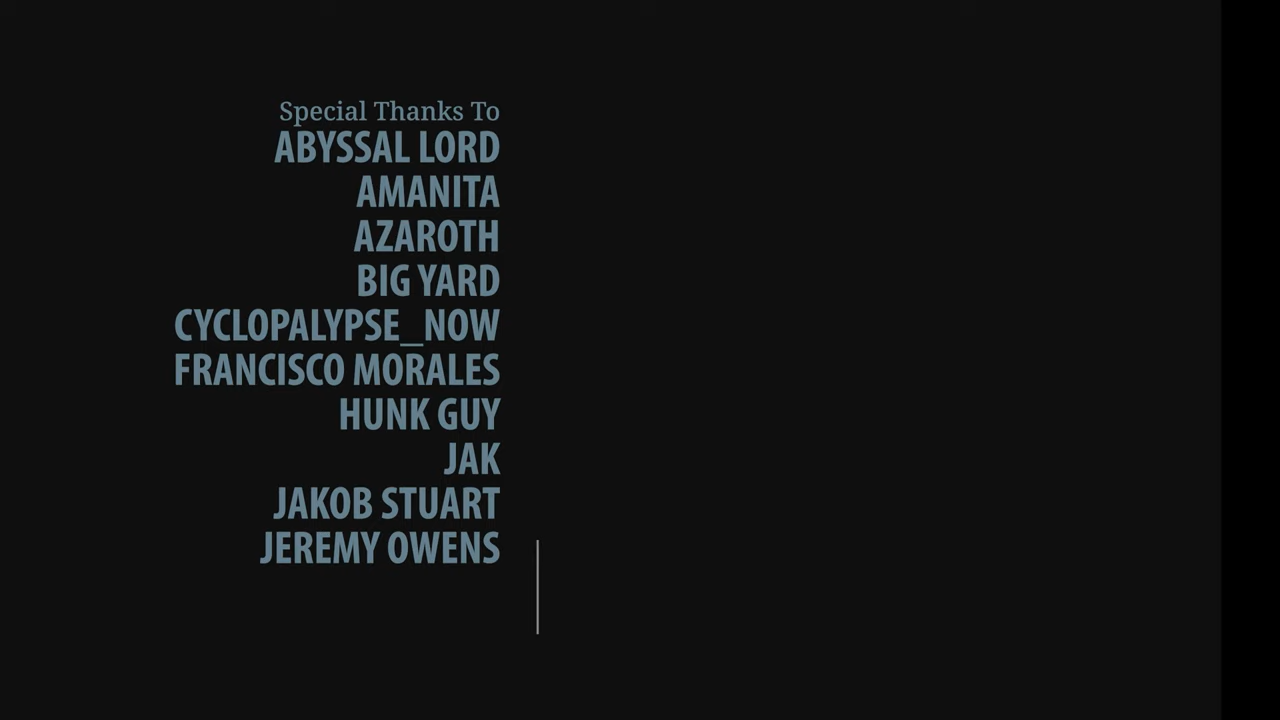 Special Thanks To
ABYSSAL LORD
AMANITA
AZAROTH
BIG YARD
CYCLOPALYPSE_NOW
FRANCISCO MORALES
HUNK GUY
JAK
JAKOB STUART
JEREMY OWENS